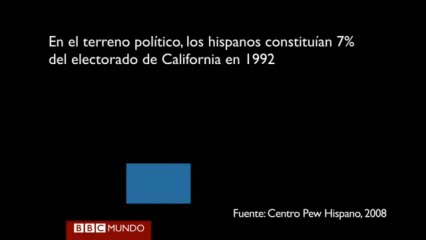 En el terreno político, los hispanos constituían 7%
del electorado de California en 1992
Fuente: Centro Pew Hispano, 2008
BBC MUNDO